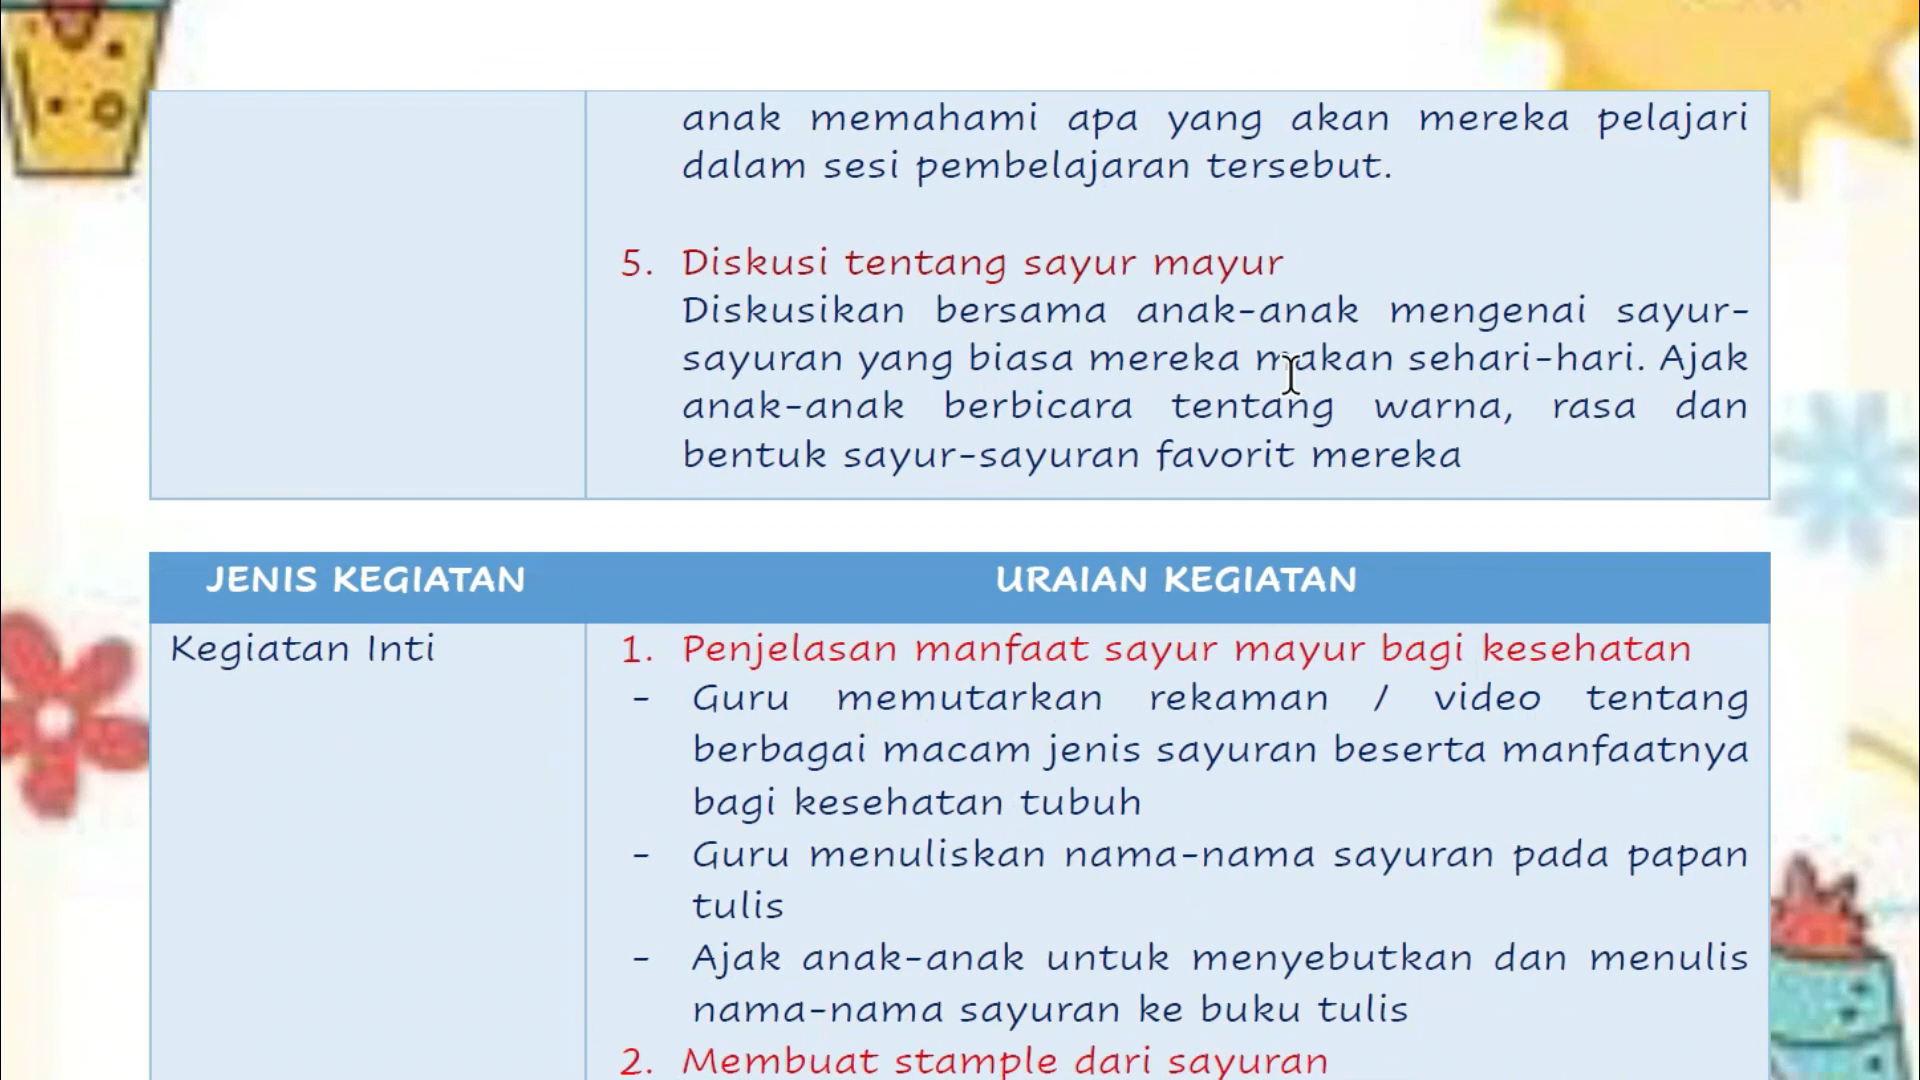 anak memahami apa yang akan mereka pelajari
dalam sesi pembelajaran tersebut.
5. Diskusi tentang sayur mayur
Diskusikan bersama anak-anak mengenai sayur-
sayuran yang biasa mereka makan sehari-hari. Ajak
anak-anak berbicara tentang warna, rasa dan
bentuk sayur-sayuran favorit mereka
JENIS KEGIATAN URAIAN KEGIATAN
Kegiatan Inti
1. Penjelasan manfaat sayur mayur bagi kesehatan
- Guru memutarkan rekaman / video tentang
berbagai macam jenis sayuran beserta manfaatnya
bagi kesehatan tubuh
- Guru menuliskan nama-nama sayuran pada papan
tulis
- Ajak anak-anak untuk menyebutkan dan menulis
nama-nama sayuran ke buku tulis
2. Membuat stample dari sayuran